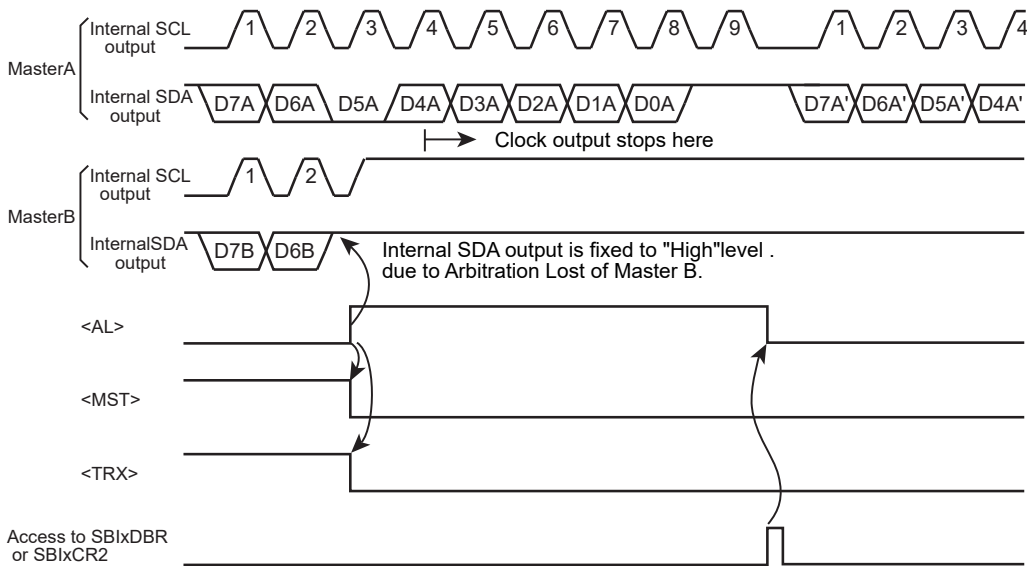 Internal SCL
output
1 2 3 4 5 6 7 8 9 1 2 3 4
MasterA
Internal SDA
output
D7A D6A D5A D4A D3A D2A D1A D0A D7A' D6A' D5A' D4A'
Clock output stops here
Internal SCL
output
1 2
MasterB
InternalSDA
output
D7B D6B
Internal SDA output is fixed to "High"level .
due to Arbitration Lost of Master B.
<AL>
<MST>
<TRX>
Access to SBIxDBR
or SBIxCR2